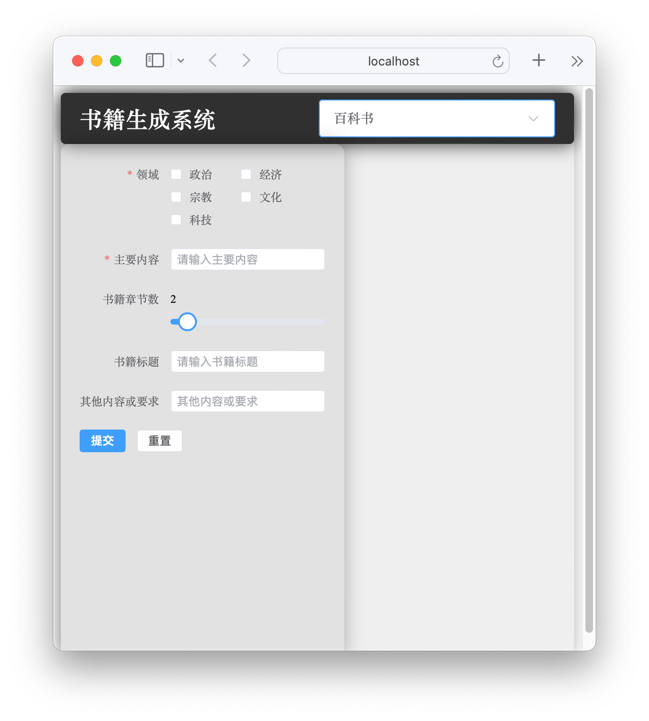 localhost
书籍生成系统
百科书
* 领域
政治 经济
宗教 文化
科技
* 主要内容 请输入主要内容
书籍章节数 2
书籍标题 请输入书籍标题
其他内容或要求 其他内容或要求
提交 重置